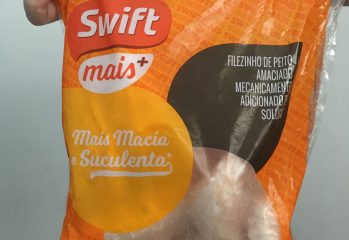 Swift
mais+
FILEZINHO DE PEITO
AMACIADO
MECANICAMENTE
ADICIONADO
Mais Macia
e Suculenta*